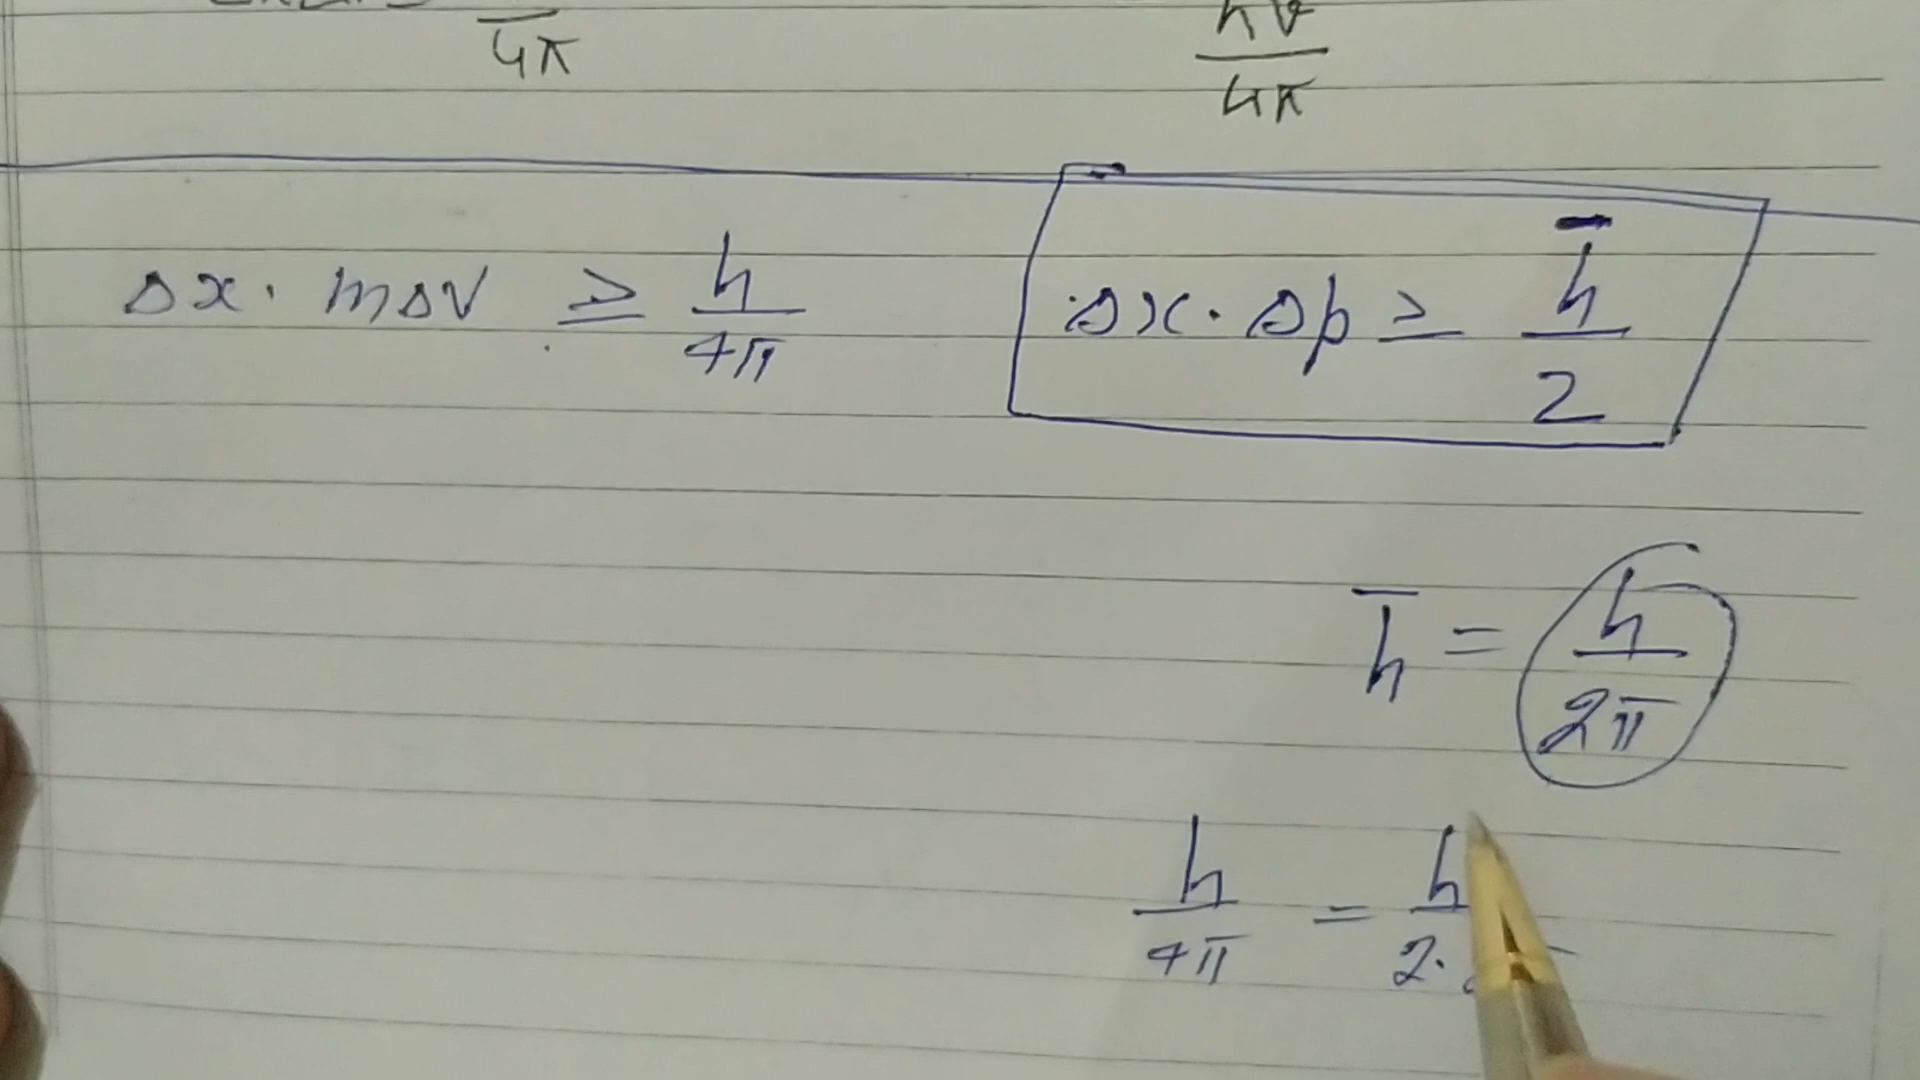 4π
hν
4π
Δx. mΔv ≥ h/4π
Δx. Δp ≥ h̄/2
h̄ = h/2π
h/4π = h/2.